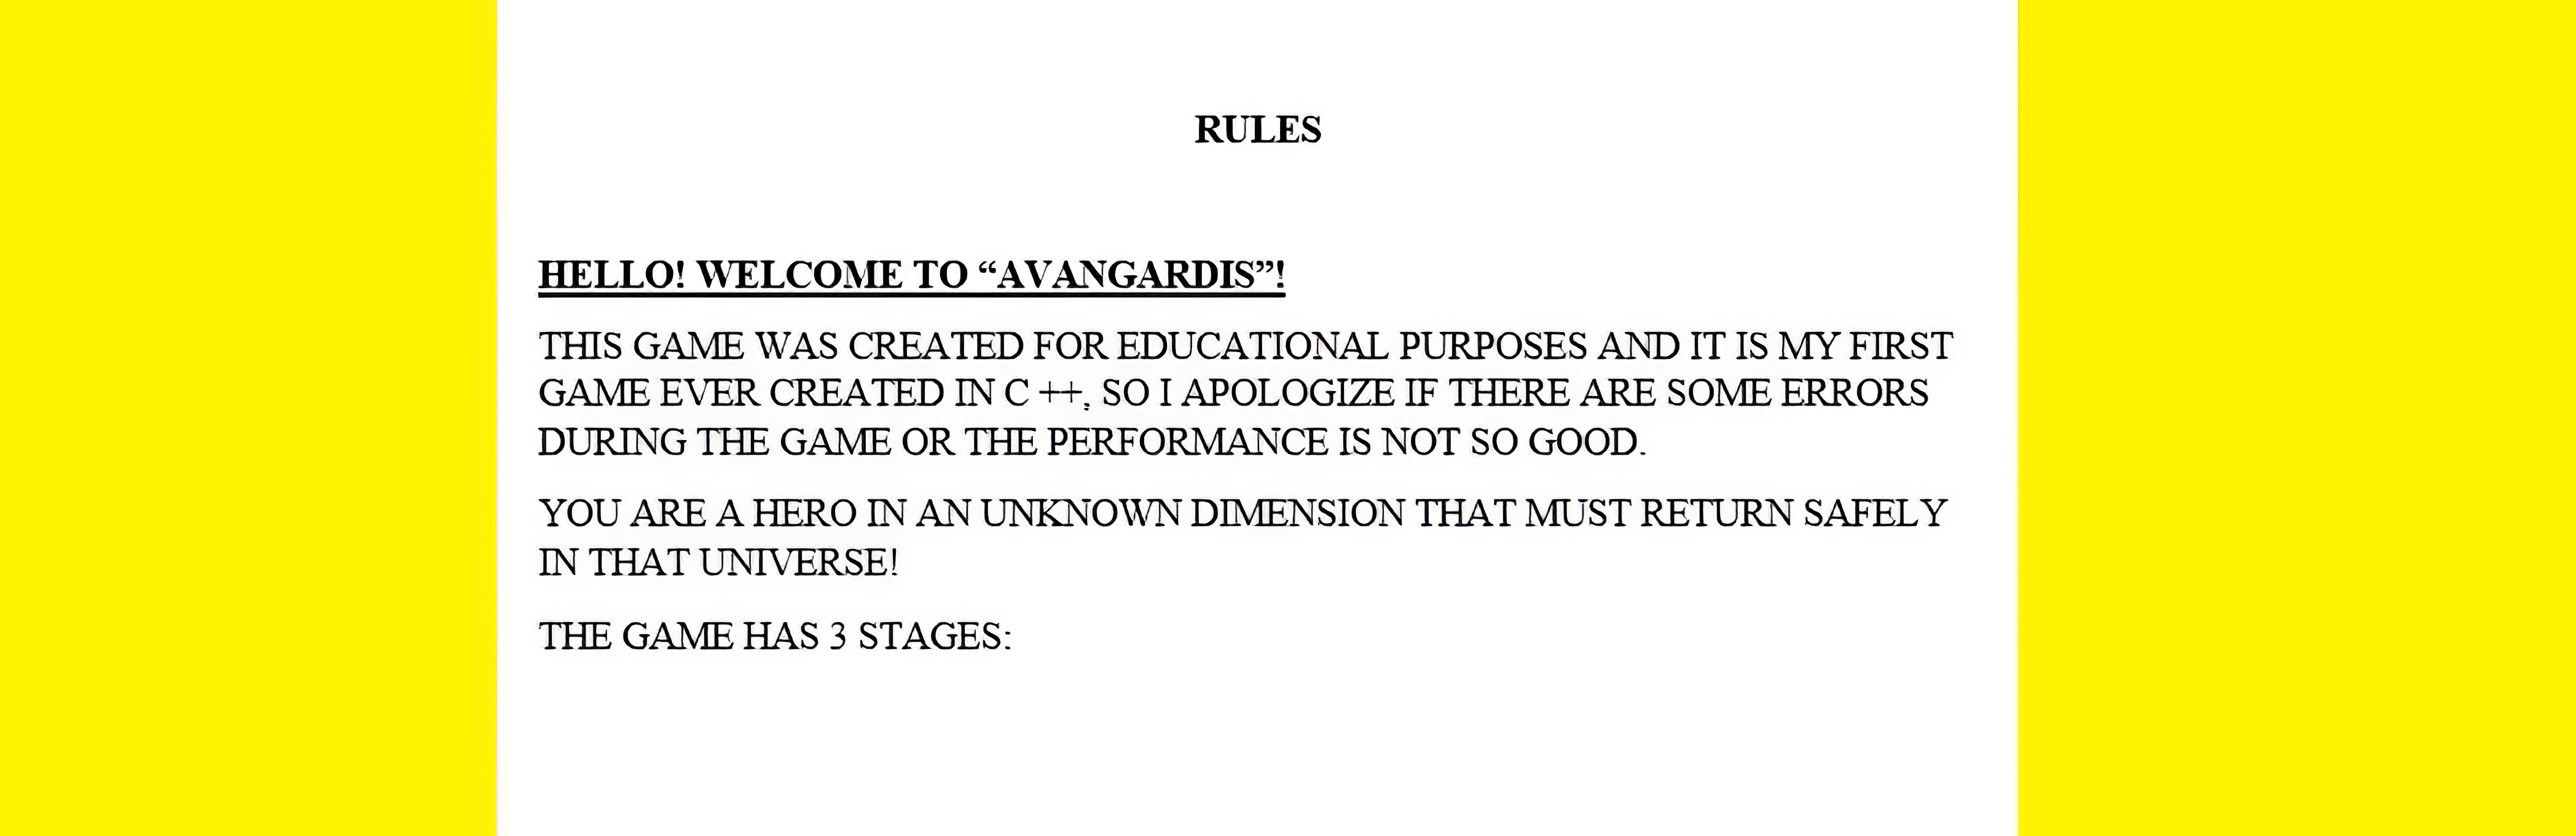 RULES
HELLO! WELCOME TO “AVANGARDIS”!
THIS GAME WAS CREATED FOR EDUCATIONAL PURPOSES AND IT IS MY FIRST
GAME EVER CREATED IN C ++, SO I APOLOGIZE IF THERE ARE SOME ERRORS
DURING THE GAME OR THE PERFORMANCE IS NOT SO GOOD.
YOU ARE A HERO IN AN UNKNOWN DIMENSION THAT MUST RETURN SAFELY
IN THAT UNIVERSE!
THE GAME HAS 3 STAGES: